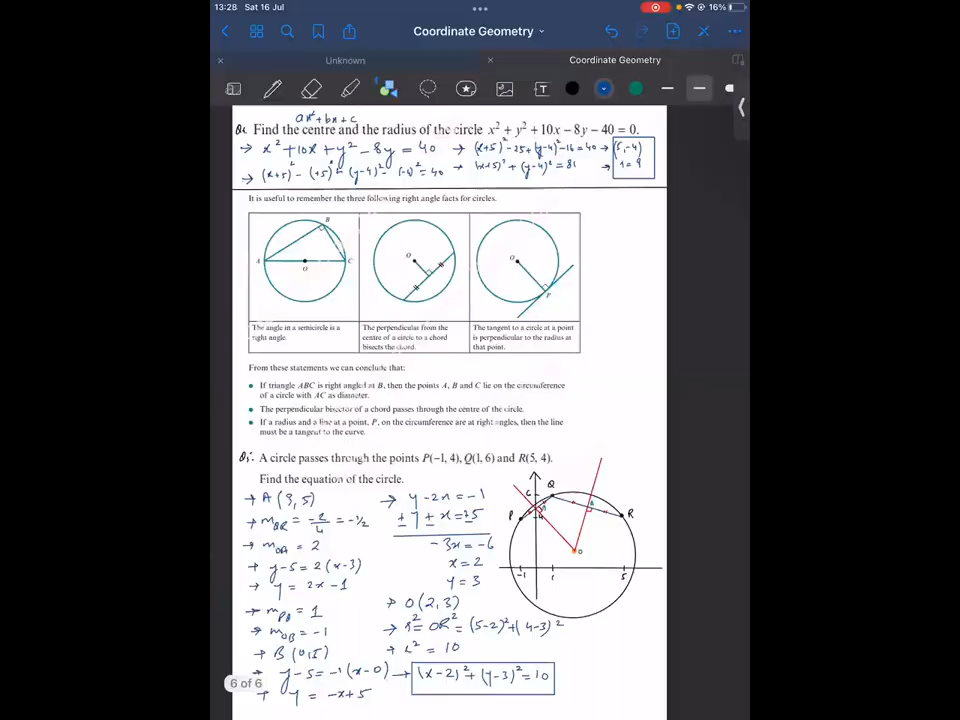 13:28 Sat 16 Jul
16%
Coordinate Geometry
Unknown
Coordinate Geometry
ax²+bx+c
Q. Find the centre and the radius of the circle x² + y² + 10x − 8y − 40 = 0.
→ x² + 10x + y² − 8y = 40
→ (x+5)² − (+5)² + (y−4)² − (−4)² = 40
→ (x+5)² − 25 + (y−4)² − 16 = 40
→ (x+5)² + (y−4)² = 81
→ (5, −4)
→ r = 9
It is useful to remember the three following right angle facts for circles.
A B C O
O
O P
The angle in a semicircle is a
right angle.
The perpendicular from the
centre of a circle to a chord
bisects the chord.
The tangent to a circle at a point
is perpendicular to the radius at
that point.
From these statements we can conclude that:
• If triangle ABC is right angled at B, then the points A, B and C lie on the circumference
of a circle with AC as diameter.
• The perpendicular bisector of a chord passes through the centre of the circle.
• If a radius and a line at a point, P, on the circumference are at right angles, then the line
must be a tangent to the curve.
Q. A circle passes through the points P(−1, 4), Q(1, 6) and R(5, 4).
Find the equation of the circle.
→ A (3, 5)
→ m_QR = −2/4 = −1/2
→ m_OA = 2
→ y − 5 = 2(x − 3)
→ y = 2x − 1
→ m_PQ = 1
→ m_OB = −1
→ B (0, 5)
→ y − 5 = −1(x − 0)
→ y = −x + 5
→ y − 2x = −1
± y ± x = ±5
−3x = −6
x = 2
y = 3
→ O (2, 3)
→ r² = OR² = (5−2)² + (4−3)²
→ r² = 10
→ (x−2)² + (y−3)² = 10
Q
6
P
4
A
R
O
−1
1
5
6 of 6